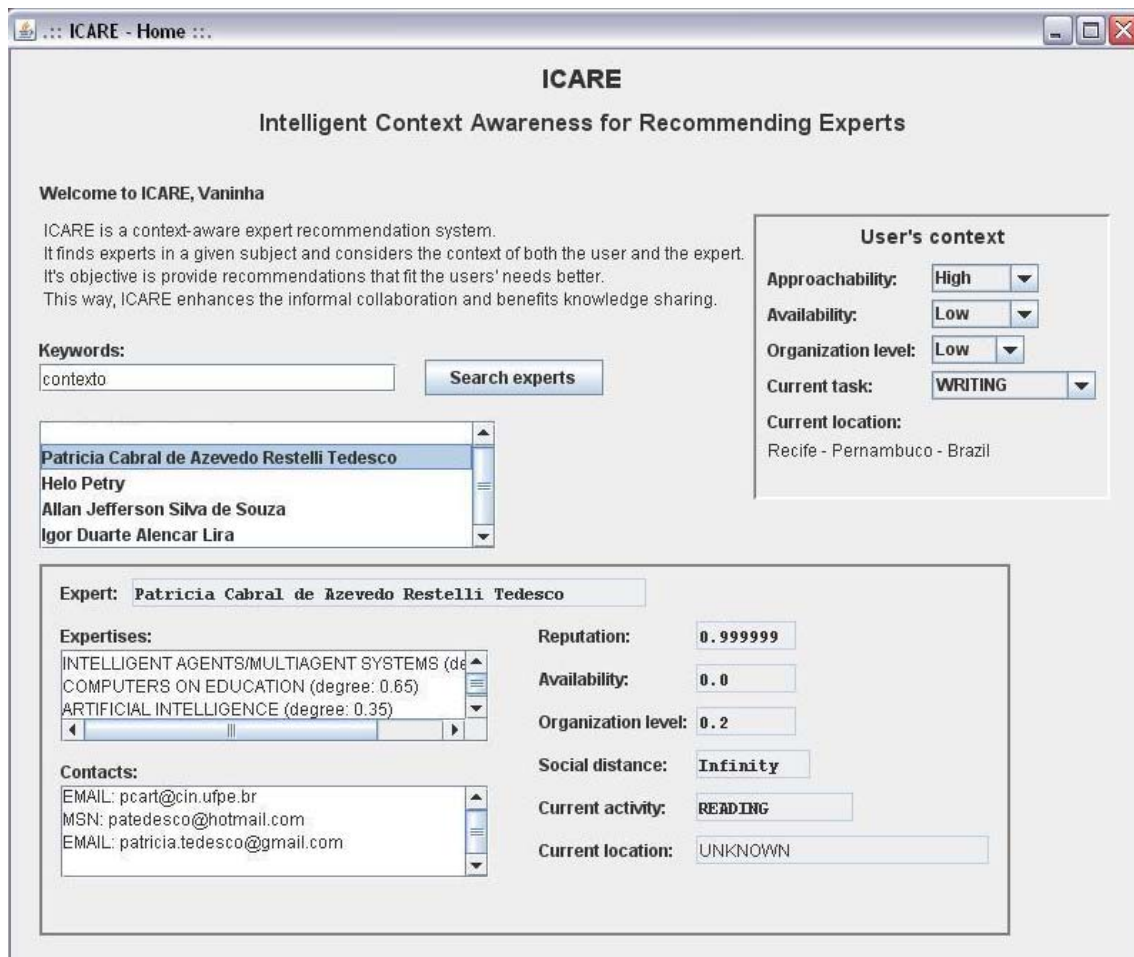 .:: ICARE - Home ::.
ICARE
Intelligent Context Awareness for Recommending Experts
Welcome to ICARE, Vaninha
ICARE is a context-aware expert recommendation system.
It finds experts in a given subject and considers the context of both the user and the expert.
It's objective is provide recommendations that fit the users' needs better.
This way, ICARE enhances the informal collaboration and benefits knowledge sharing.
User's context
Approachability: High
Availability: Low
Organization level: Low
Current task: WRITING
Current location:
Recife - Pernambuco - Brazil
Keywords:
contexto Search experts
Patricia Cabral de Azevedo Restelli Tedesco
Helo Petry
Allan Jefferson Silva de Souza
Igor Duarte Alencar Lira
Expert: Patricia Cabral de Azevedo Restelli Tedesco
Expertises:
INTELLIGENT AGENTS/MULTIAGENT SYSTEMS (de
COMPUTERS ON EDUCATION (degree: 0.65)
ARTIFICIAL INTELLIGENCE (degree: 0.35)
Contacts:
EMAIL: pcart@cin.ufpe.br
MSN: patedesco@hotmail.com
EMAIL: patricia.tedesco@gmail.com
Reputation: 0.999999
Availability: 0.0
Organization level: 0.2
Social distance: Infinity
Current activity: READING
Current location: UNKNOWN